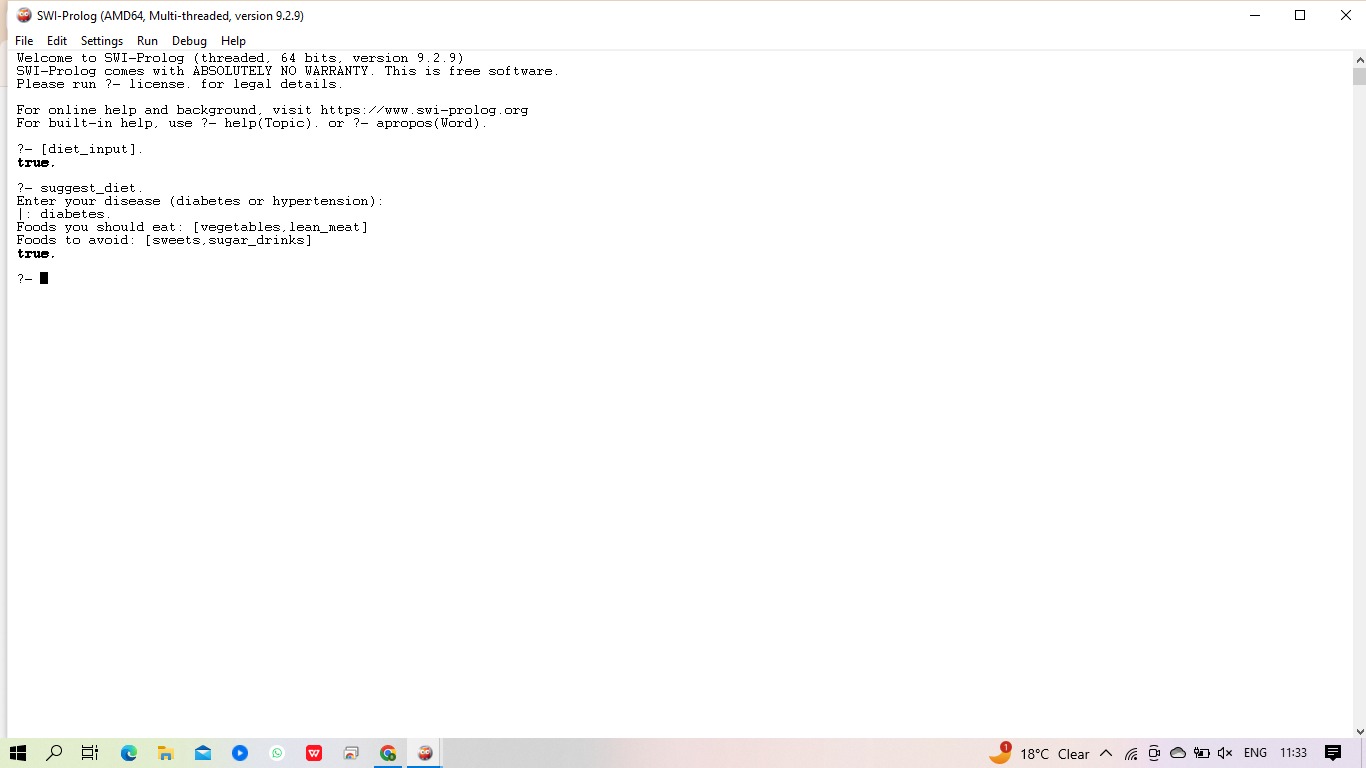 SWI-Prolog (AMD64, Multi-threaded, version 9.2.9)
File Edit Settings Run Debug Help
Welcome to SWI-Prolog (threaded, 64 bits, version 9.2.9)
SWI-Prolog comes with ABSOLUTELY NO WARRANTY. This is free software.
Please run ?- license. for legal details.
For online help and background, visit https://www.swi-prolog.org
For built-in help, use ?- help(Topic). or ?- apropos(Word).
?- [diet_input].
true.
?- suggest_diet.
Enter your disease (diabetes or hypertension):
|: diabetes.
Foods you should eat: [vegetables,lean_meat]
Foods to avoid: [sweets,sugar_drinks]
true.
?-
1
18°C Clear ENG 11:33